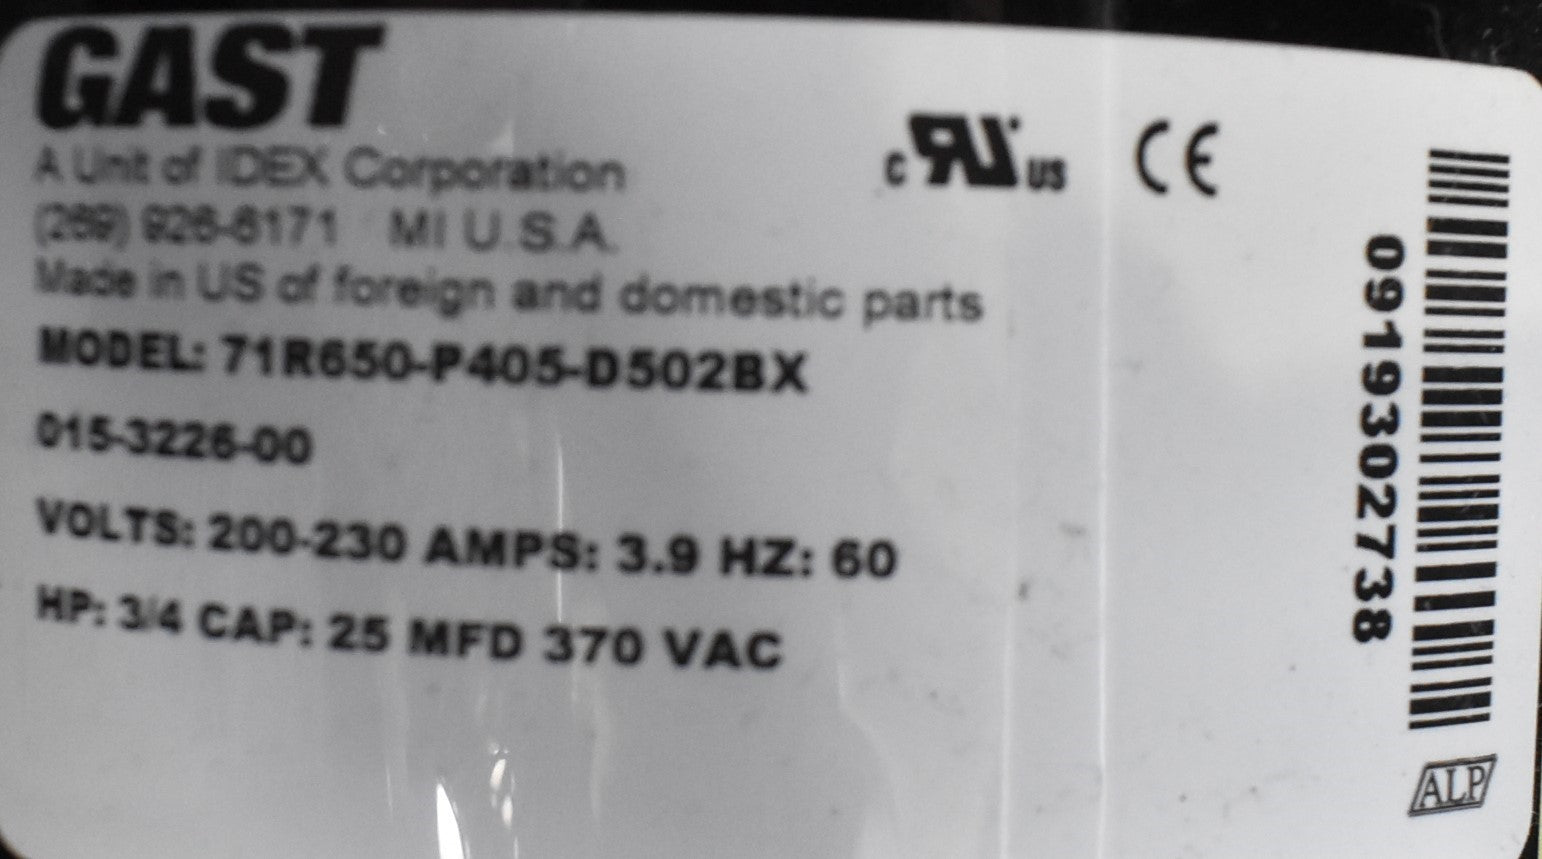 GAST
A Unit of IDEX Corporation
(269) 926-6171 MI U.S.A.
Made in US of foreign and domestic parts
MODEL: 71R650-P405-D502BX
015-3226-00
VOLTS: 200-230 AMPS: 3.9 HZ: 60
HP: 3/4 CAP: 25 MFD 370 VAC
c RU us CE
0919302738
ALP